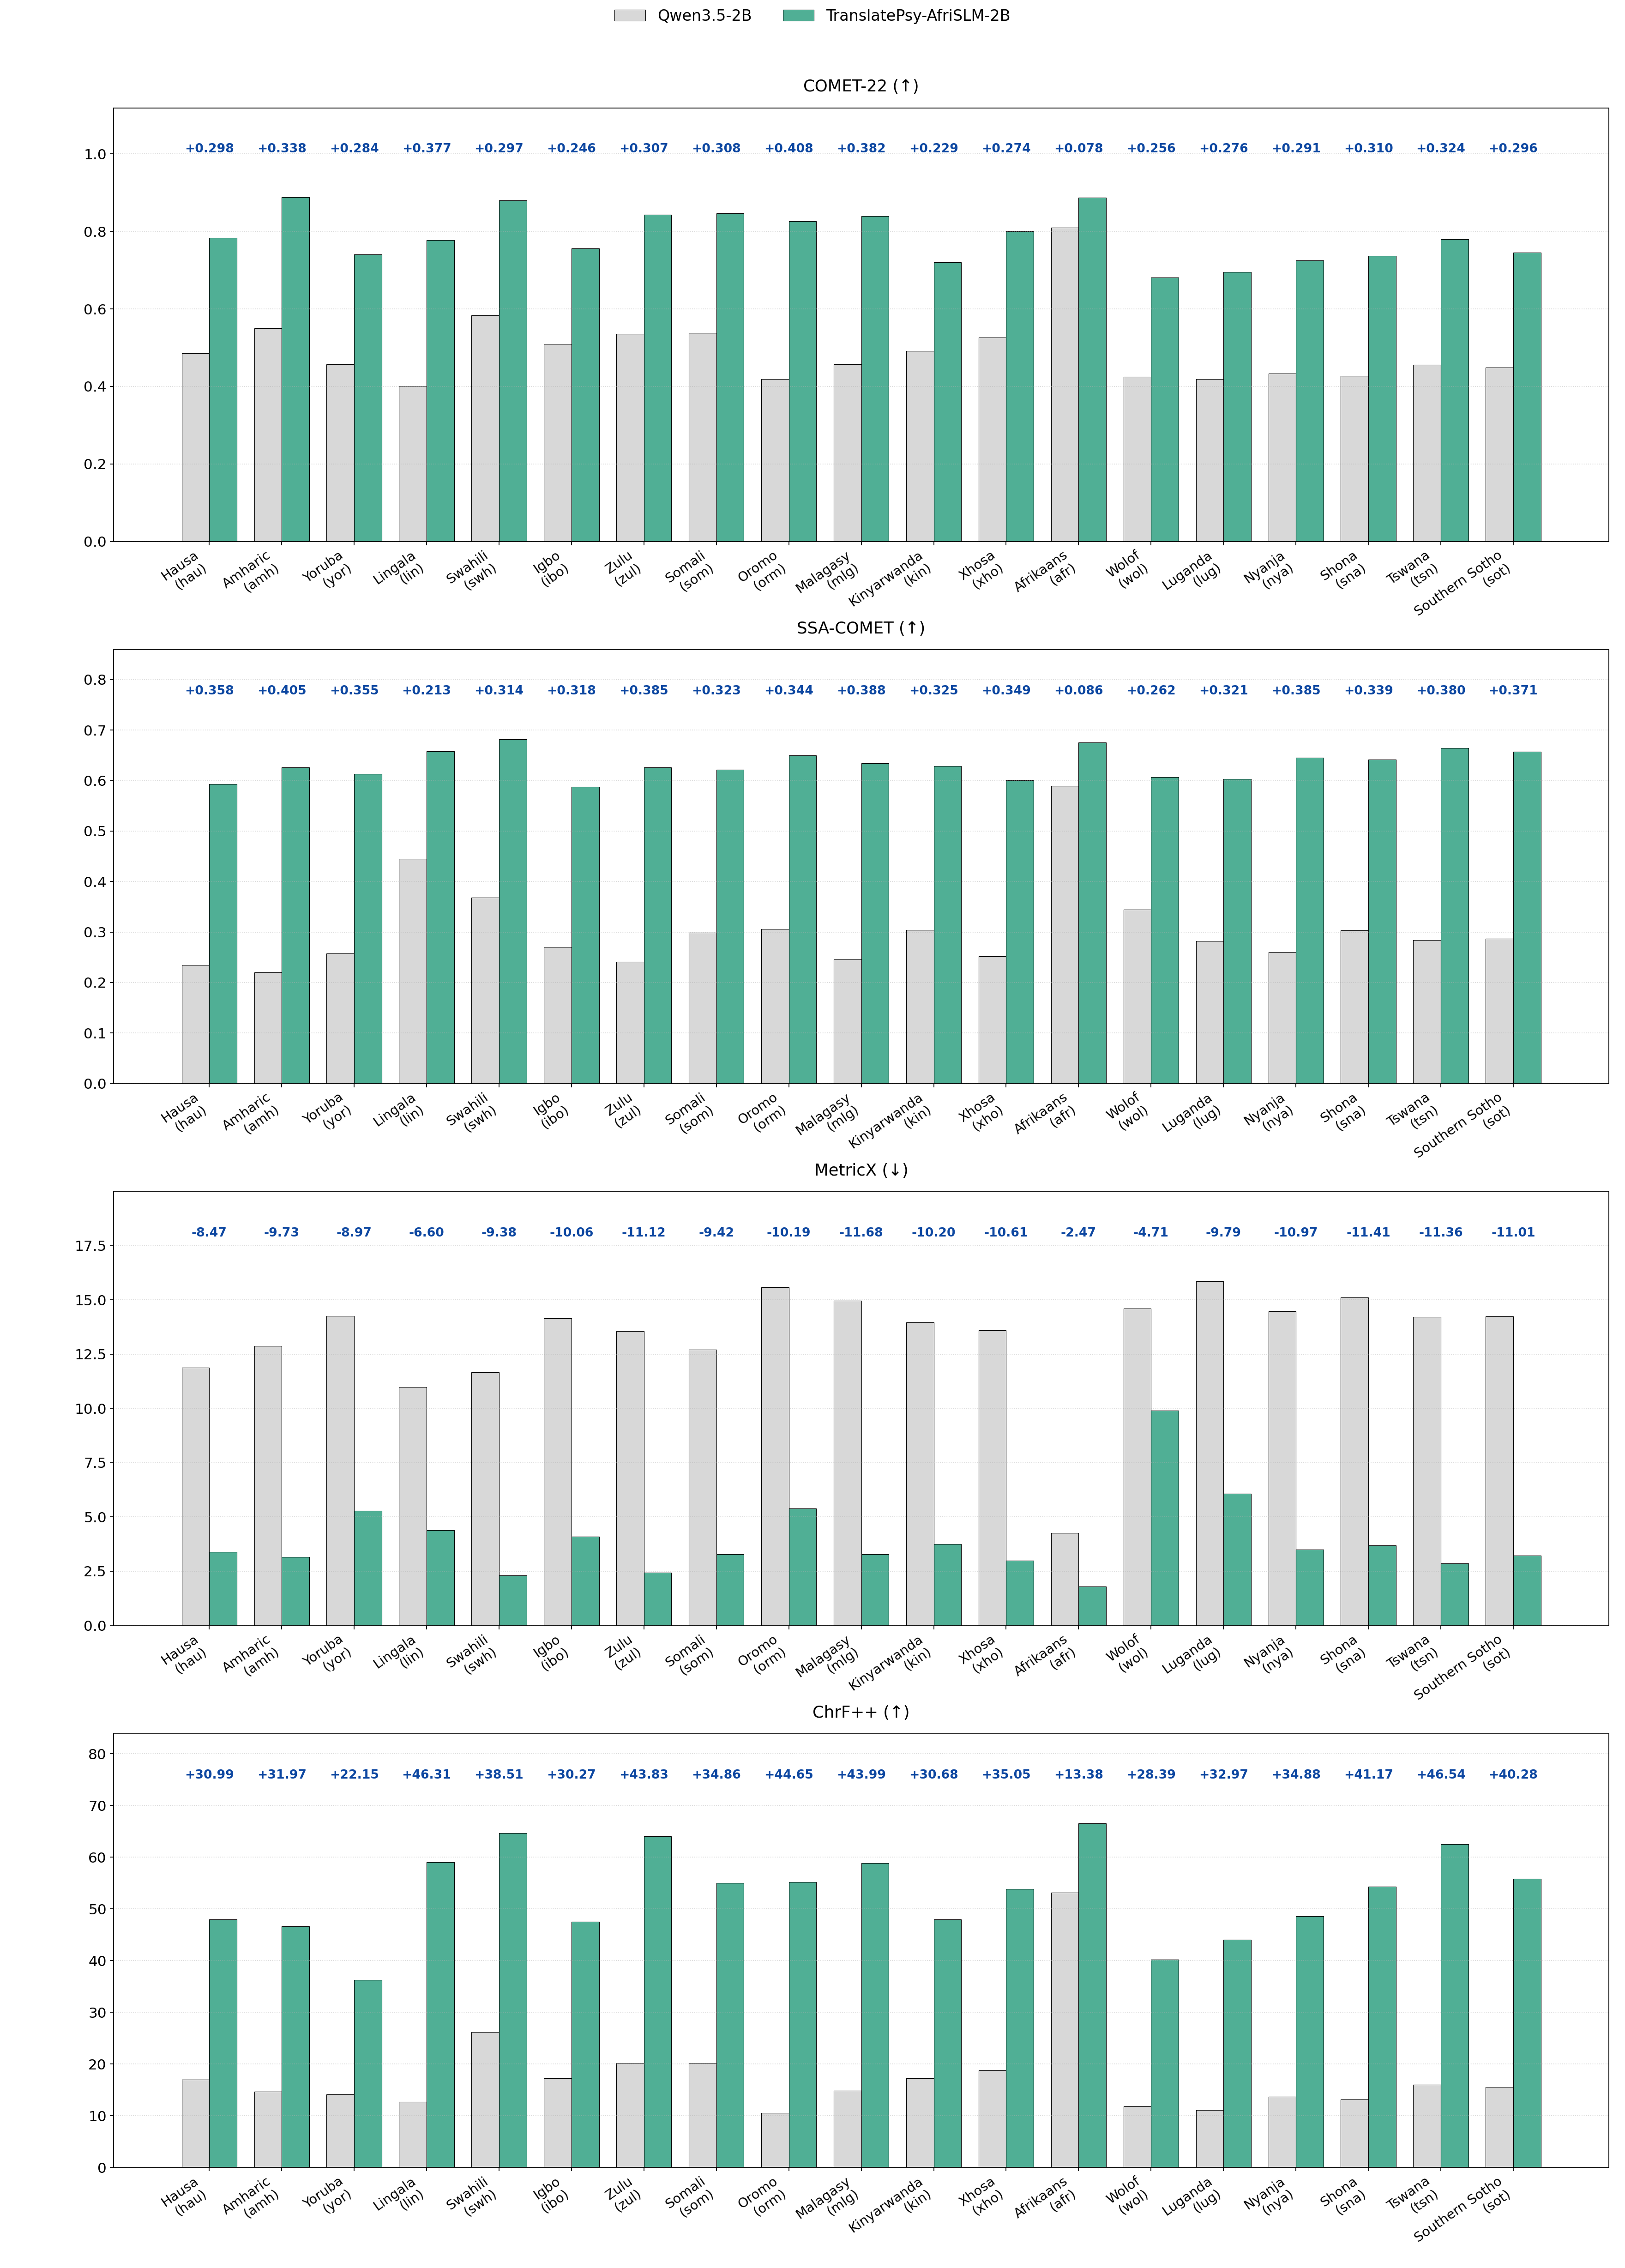 Qwen3.5-2B TranslatePsy-AfriSLM-2B
COMET-22 (↑)
+0.298 +0.338 +0.284 +0.377 +0.297 +0.246 +0.307 +0.308 +0.408 +0.382 +0.229 +0.274 +0.078 +0.256 +0.276 +0.291 +0.310 +0.324 +0.296
1.0
0.8
0.6
0.4
0.2
0.0
Hausa
(hau)
Amharic
(amh)
Yoruba
(yor)
Lingala
(lin)
Swahili
(swh)
Igbo
(ibo)
Zulu
(zul)
Somali
(som)
Oromo
(orm)
Malagasy
(mlg)
Kinyarwanda
(kin)
Xhosa
(xho)
Afrikaans
(afr)
Wolof
(wol)
Luganda
(lug)
Nyanja
(nya)
Shona
(sna)
Tswana
(tsn)
Southern Sotho
(sot)
SSA-COMET (↑)
0.8
+0.358 +0.405 +0.355 +0.213 +0.314 +0.318 +0.385 +0.323 +0.344 +0.388 +0.325 +0.349 +0.086 +0.262 +0.321 +0.385 +0.339 +0.380 +0.371
0.7
0.6
0.5
0.4
0.3
0.2
0.1
0.0
Hausa
(hau)
Amharic
(amh)
Yoruba
(yor)
Lingala
(lin)
Swahili
(swh)
Igbo
(ibo)
Zulu
(zul)
Somali
(som)
Oromo
(orm)
Malagasy
(mlg)
Kinyarwanda
(kin)
Xhosa
(xho)
Afrikaans
(afr)
Wolof
(wol)
Luganda
(lug)
Nyanja
(nya)
Shona
(sna)
Tswana
(tsn)
Southern Sotho
(sot)
MetricX (↓)
-8.47 -9.73 -8.97 -6.60 -9.38 -10.06 -11.12 -9.42 -10.19 -11.68 -10.20 -10.61 -2.47 -4.71 -9.79 -10.97 -11.41 -11.36 -11.01
17.5
15.0
12.5
10.0
7.5
5.0
2.5
0.0
Hausa
(hau)
Amharic
(amh)
Yoruba
(yor)
Lingala
(lin)
Swahili
(swh)
Igbo
(ibo)
Zulu
(zul)
Somali
(som)
Oromo
(orm)
Malagasy
(mlg)
Kinyarwanda
(kin)
Xhosa
(xho)
Afrikaans
(afr)
Wolof
(wol)
Luganda
(lug)
Nyanja
(nya)
Shona
(sna)
Tswana
(tsn)
Southern Sotho
(sot)
ChrF++ (↑)
80
+30.99 +31.97 +22.15 +46.31 +38.51 +30.27 +43.83 +34.86 +44.65 +43.99 +30.68 +35.05 +13.38 +28.39 +32.97 +34.88 +41.17 +46.54 +40.28
70
60
50
40
30
20
10
0
Hausa
(hau)
Amharic
(amh)
Yoruba
(yor)
Lingala
(lin)
Swahili
(swh)
Igbo
(ibo)
Zulu
(zul)
Somali
(som)
Oromo
(orm)
Malagasy
(mlg)
Kinyarwanda
(kin)
Xhosa
(xho)
Afrikaans
(afr)
Wolof
(wol)
Luganda
(lug)
Nyanja
(nya)
Shona
(sna)
Tswana
(tsn)
Southern Sotho
(sot)